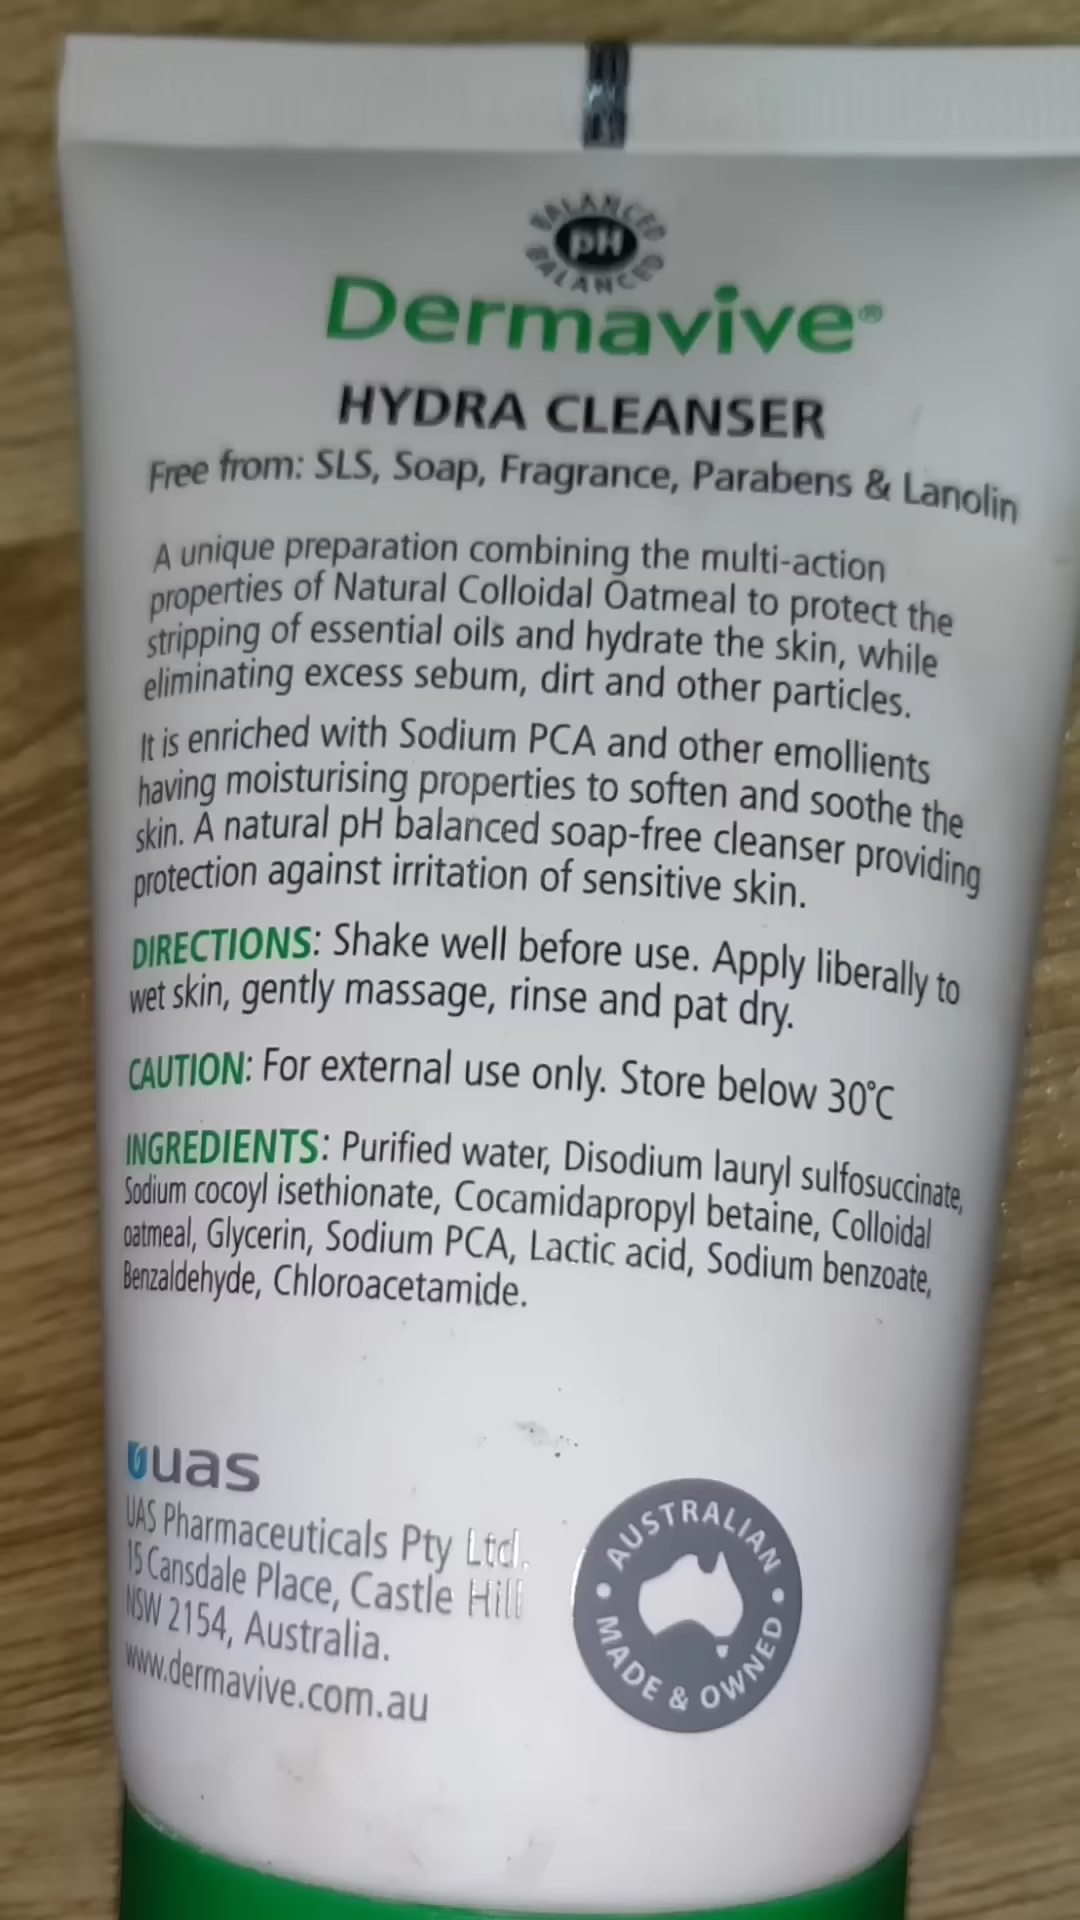 BALANCED
pH
BALANCED
Dermavive®
HYDRA CLEANSER
Free from: SLS, Soap, Fragrance, Parabens & Lanolin
A unique preparation combining the multi-action
properties of Natural Colloidal Oatmeal to protect the
stripping of essential oils and hydrate the skin, while
eliminating excess sebum, dirt and other particles.
It is enriched with Sodium PCA and other emollients
having moisturising properties to soften and soothe the
skin. A natural pH balanced soap-free cleanser providing
protection against irritation of sensitive skin.
DIRECTIONS: Shake well before use. Apply liberally to
wet skin, gently massage, rinse and pat dry.
CAUTION: For external use only. Store below 30°C
INGREDIENTS: Purified water, Disodium lauryl sulfosuccinate,
Sodium cocoyl isethionate, Cocamidapropyl betaine, Colloidal
oatmeal, Glycerin, Sodium PCA, Lactic acid, Sodium benzoate,
Benzaldehyde, Chloroacetamide.
uas
UAS Pharmaceuticals Pty Ltd.
15 Cansdale Place, Castle Hill
NSW 2154, Australia.
www.dermavive.com.au
AUSTRALIAN
MADE & OWNED